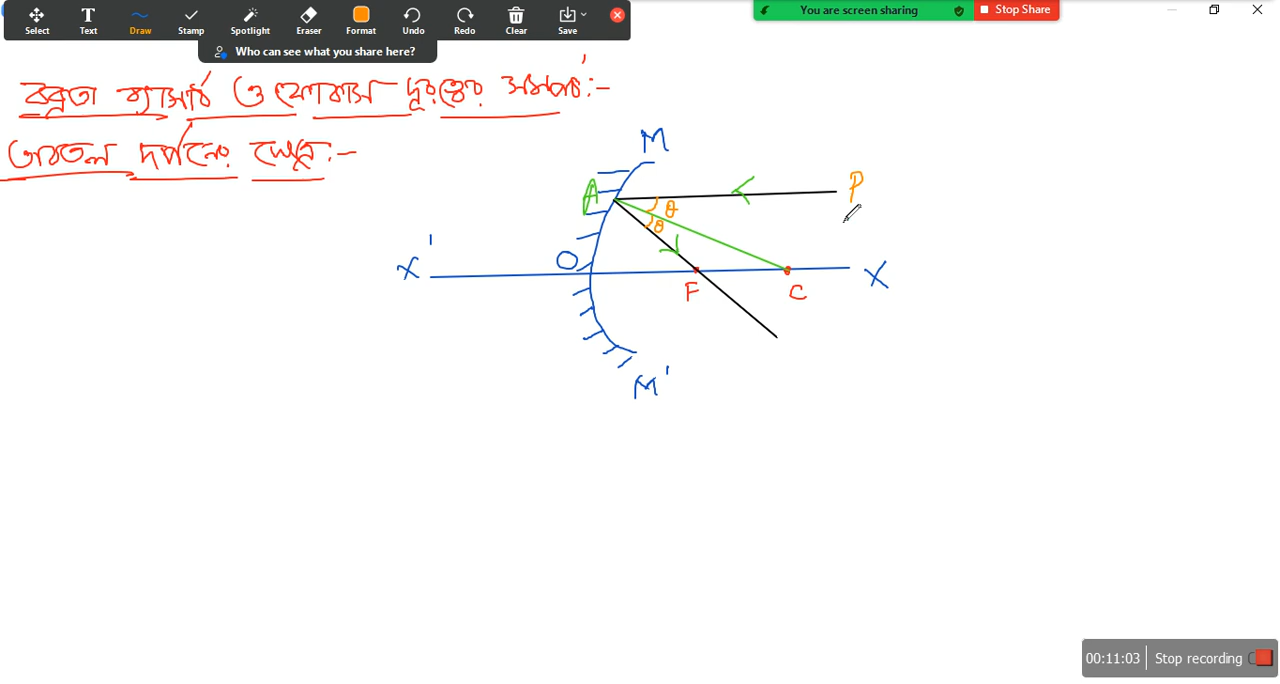 Select Text Draw Stamp Spotlight Eraser Format Undo Redo Clear Save
You are screen sharing Stop Share
Who can see what you share here?
বক্রতা ব্যাসার্ধ ও ফোকাস দূরত্বের সম্পর্ক:-
অবতল দর্পনের ক্ষেত্রে:-
M
A
P
θ
θ
O
X'
X
F
C
M'
00:11:03 Stop recording